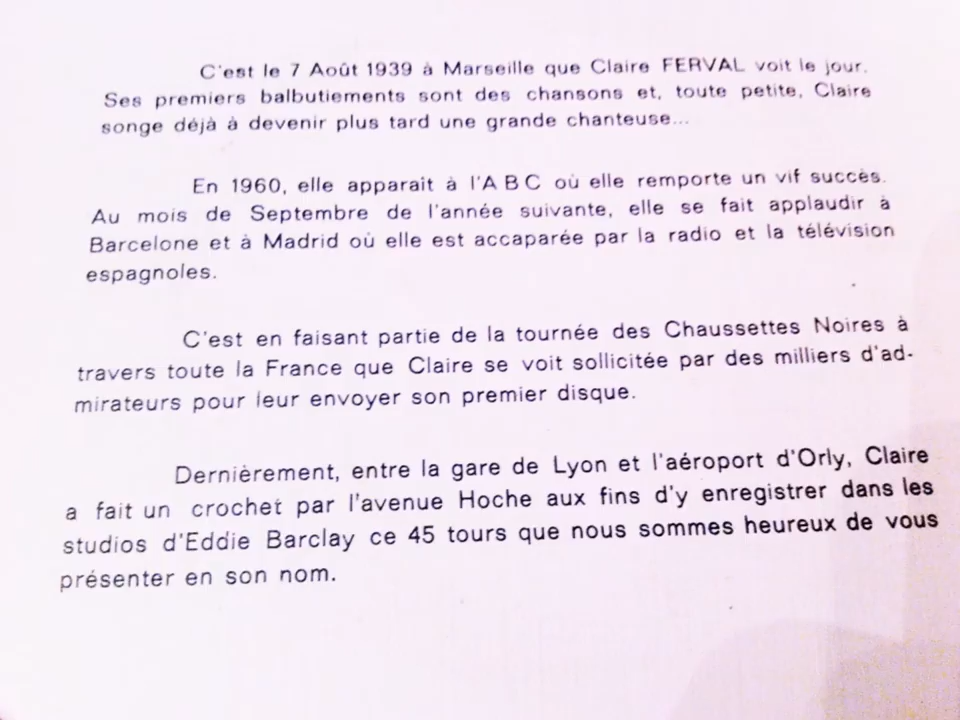 C'est le 7 Août 1939 à Marseille que Claire FERVAL voit le jour.
Ses premiers balbutiements sont des chansons et, toute petite, Claire
songe déjà à devenir plus tard une grande chanteuse...
En 1960, elle apparaît à l'A B C où elle remporte un vif succès.
Au mois de Septembre de l'année suivante, elle se fait applaudir à
Barcelone et à Madrid où elle est accaparée par la radio et la télévision
espagnoles.
C'est en faisant partie de la tournée des Chaussettes Noires à
travers toute la France que Claire se voit sollicitée par des milliers d'ad-
mirateurs pour leur envoyer son premier disque.
Dernièrement, entre la gare de Lyon et l'aéroport d'Orly, Claire
a fait un crochet par l'avenue Hoche aux fins d'y enregistrer dans les
studios d'Eddie Barclay ce 45 tours que nous sommes heureux de vous
présenter en son nom.